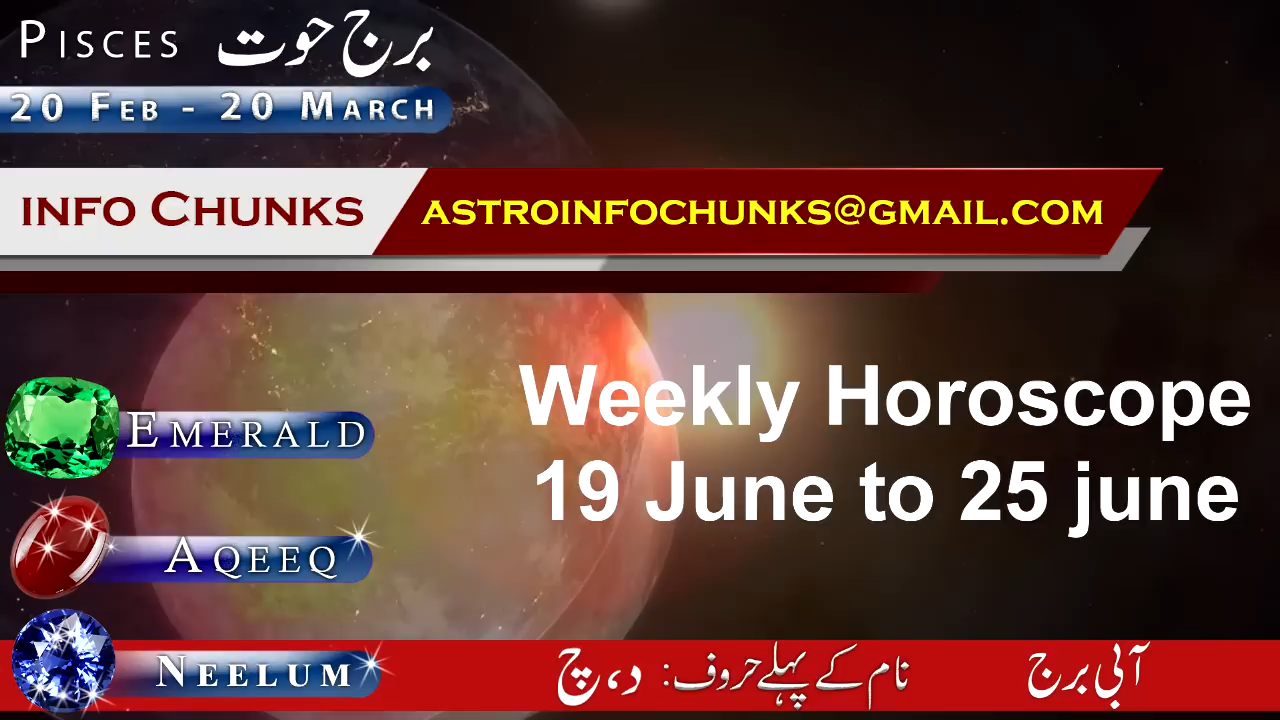 Pisces برج حوت
20 Feb - 20 March
INFO CHUNKS ASTROINFOCHUNKS@GMAIL.COM
Weekly Horoscope
19 June to 25 june
Emerald
Aqeeq
Neelum
آبی برج نام کے پہلے حروف: د، چ